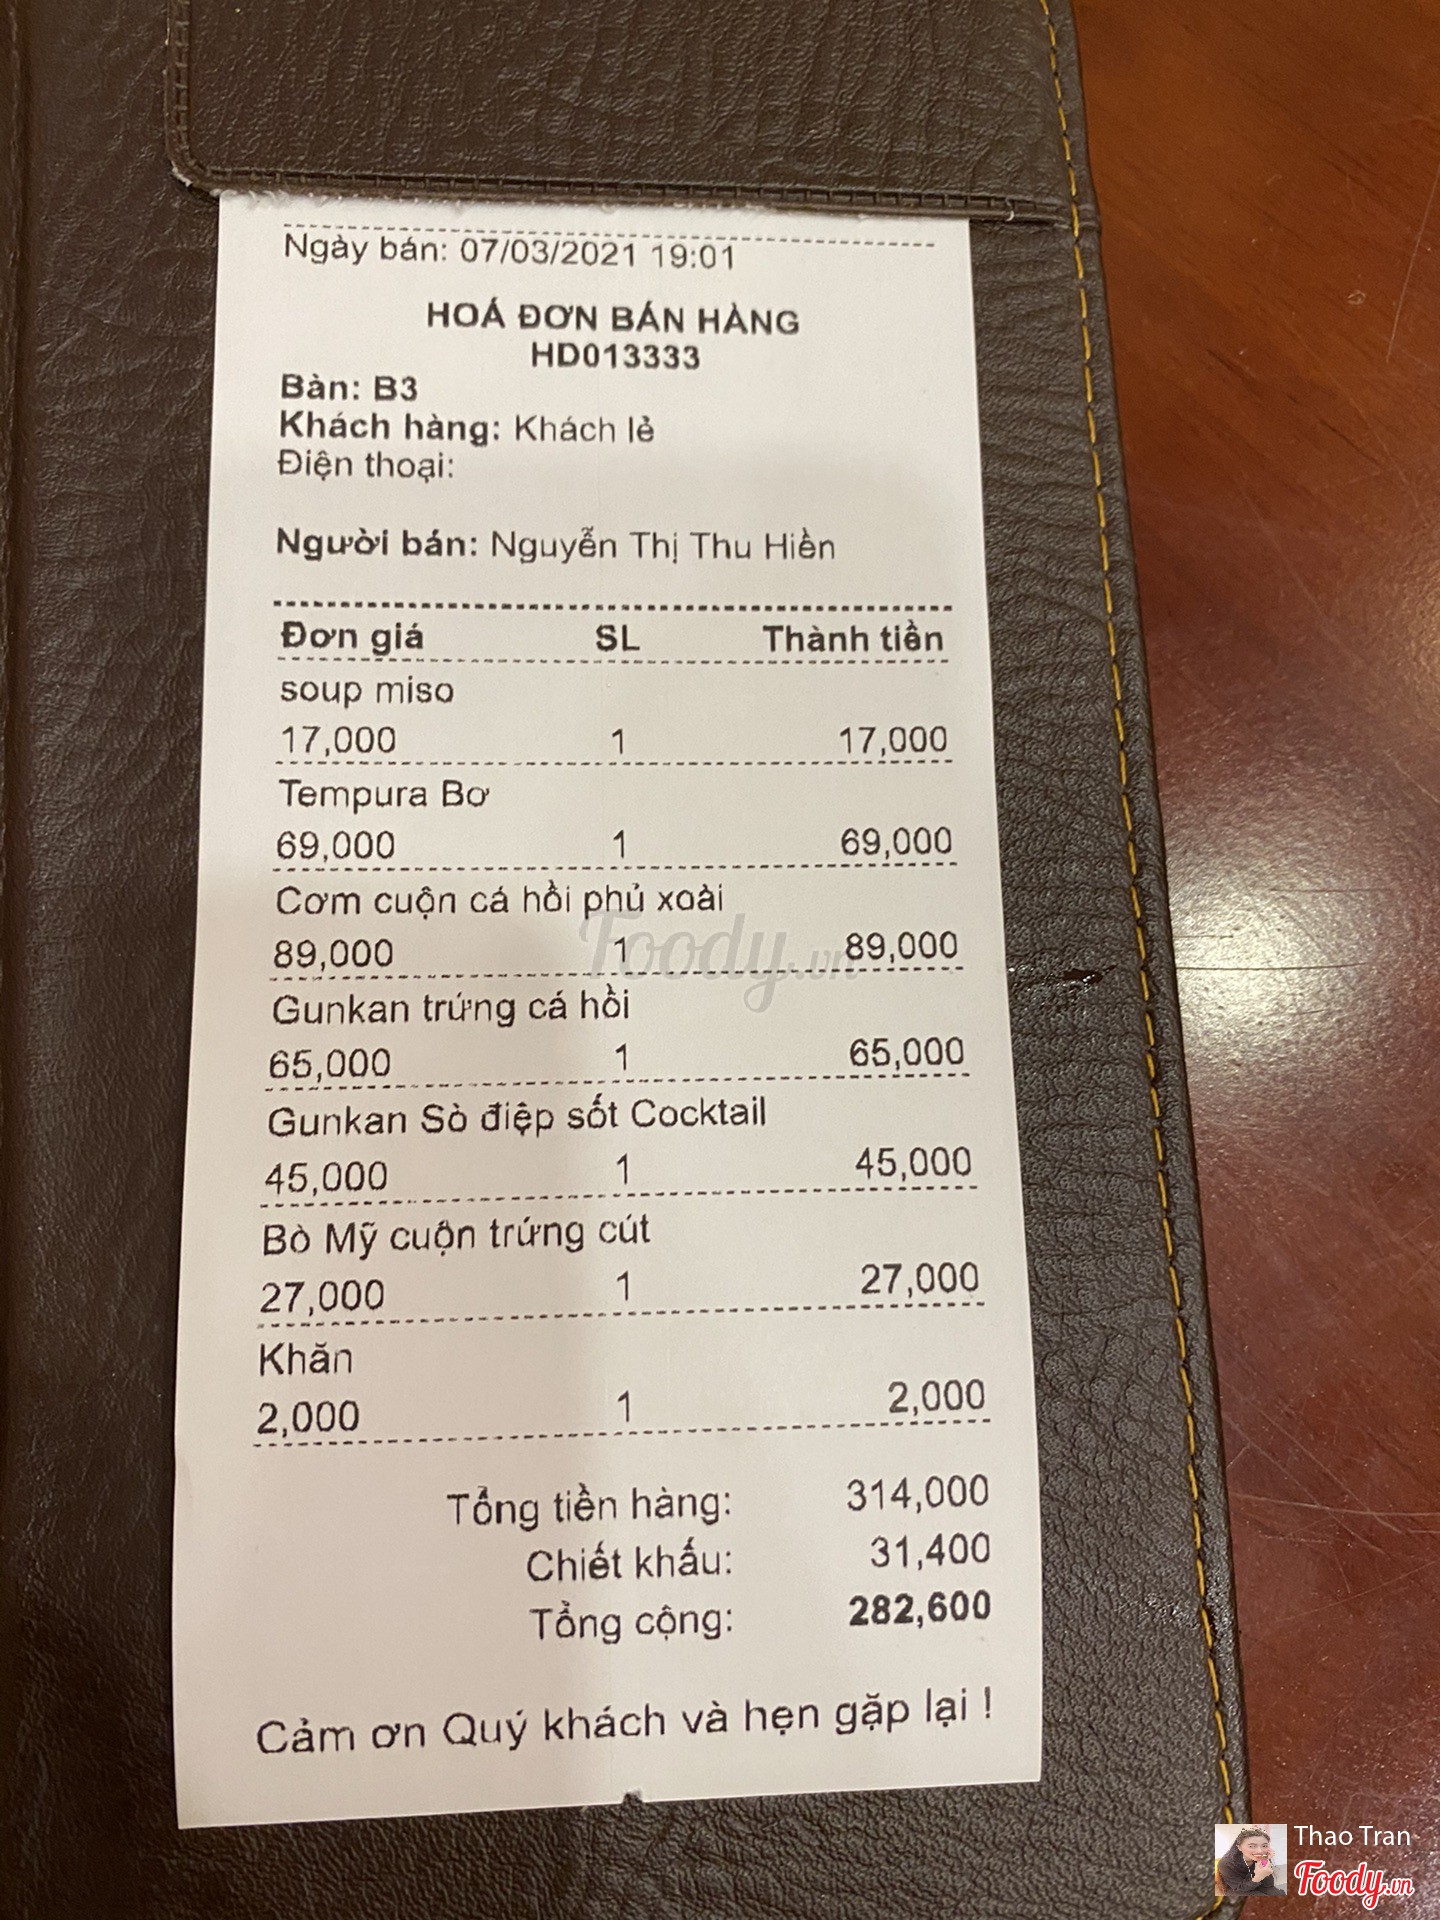 Ngày bán: 07/03/2021 19:01
HOÁ ĐƠN BÁN HÀNG
HD013333
Bàn: B3
Khách hàng: Khách lẻ
Điện thoại:
Người bán: Nguyễn Thị Thu Hiền
Đơn giá SL Thành tiền
soup miso
17,000 1 17,000
Tempura Bơ
69,000 1 69,000
Cơm cuộn cá hồi phủ xoài
89,000 1 89,000
Gunkan trứng cá hồi
65,000 1 65,000
Gunkan Sò điệp sốt Cocktail
45,000 1 45,000
Bò Mỹ cuộn trứng cút
27,000 1 27,000
Khăn
2,000 1 2,000
Tổng tiền hàng: 314,000
Chiết khấu: 31,400
Tổng cộng: 282,600
Cảm ơn Quý khách và hẹn gặp lại !
Foody.vn
Thao Tran
Foody.vn